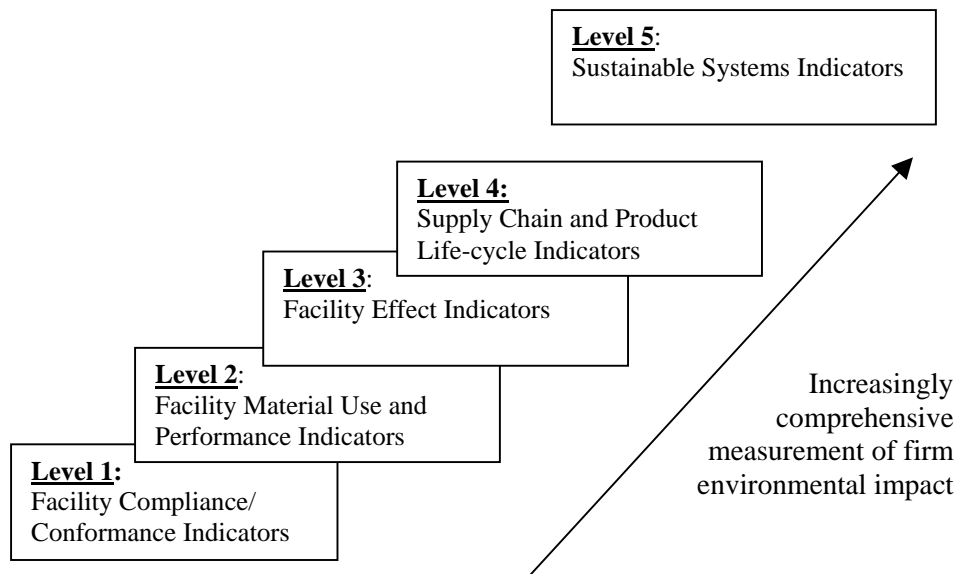 Level 5:
Sustainable Systems Indicators
Level 4:
Supply Chain and Product
Life-cycle Indicators
Level 3:
Facility Effect Indicators
Level 2:
Facility Material Use and
Performance Indicators
Level 1:
Facility Compliance/
Conformance Indicators
Increasingly
comprehensive
measurement of firm
environmental impact